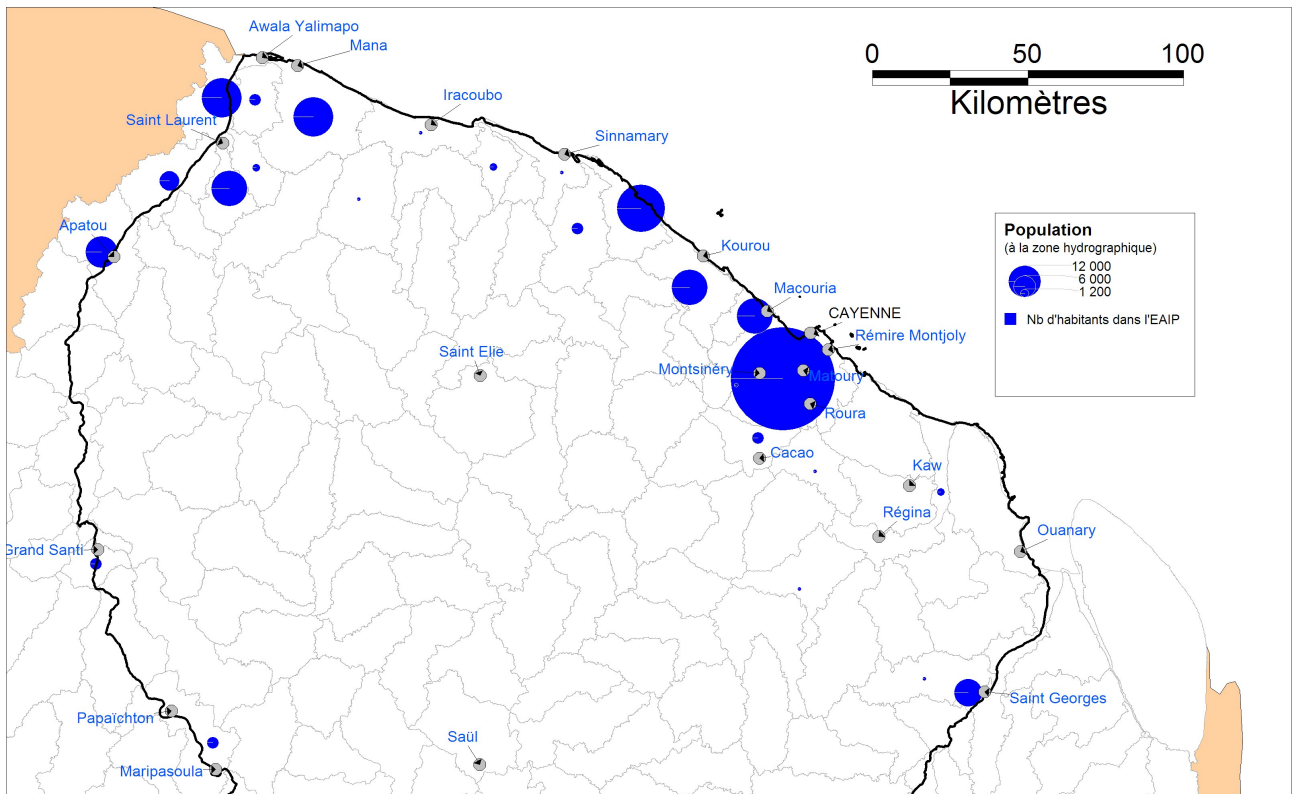 Awala Yalimapo
Mana
0 50 100
Kilomètres
Iracoubo
Saint Laurent
Sinnamary
Apatou
Population
(à la zone hydrographique)
12 000
6 000
1 200
Nb d'habitants dans l'EAIP
Kourou
Macouria
CAYENNE
Rémire Montjoly
Saint Elie
Montsinéry
Matoury
Roura
Cacao
Kaw
Régina
Ouanary
Grand Santi
Saint Georges
Papaïchton
Saül
Maripasoula